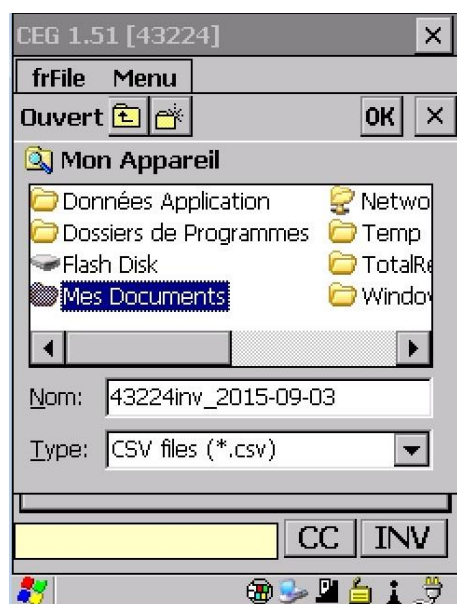 CEG 1.51 [43224]
frFile Menu
Ouvert OK
Mon Appareil
Données Application
Dossiers de Programmes
Flash Disk
Mes Documents
Netwo
Temp
TotalRe
Window
Nom: 43224inv_2015-09-03
Type: CSV files (*.csv)
CC INV